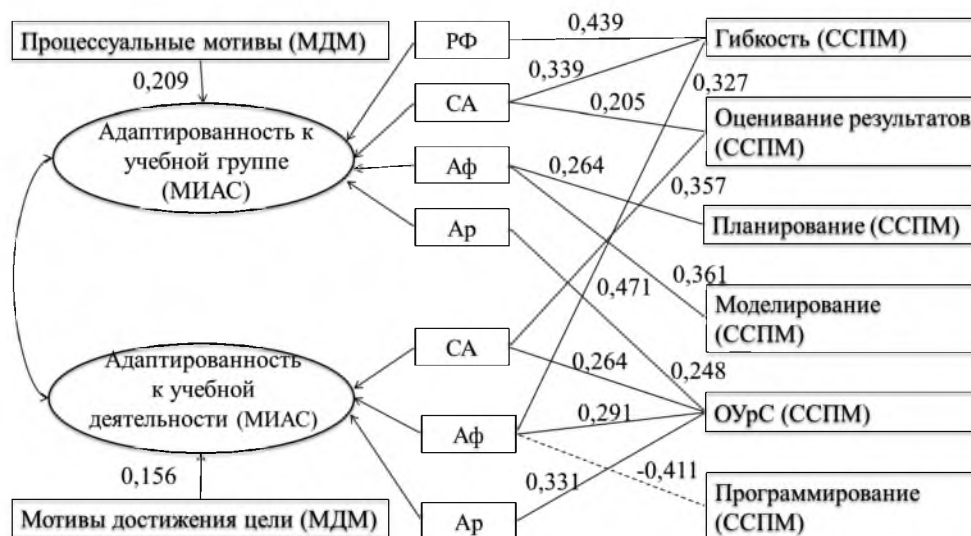 Процессуальные мотивы (МДМ)
0,209
Адаптированность к
учебной группе
(МИАС)
Адаптированность
к учебной
деятельности (МИАС)
0,156
Мотивы достижения цели (МДМ)
РФ
СА
Аф
Ар
СА
Аф
Ар
0,439
0,339
0,205
0,264
0,327
0,357
0,471
0,361
0,264
0,248
0,291
-0,411
0,331
Гибкость (ССПМ)
Оценивание результатов
(ССПМ)
Планирование (ССПМ)
Моделирование
(ССПМ)
ОУрС (ССПМ)
Программирование
(ССПМ)